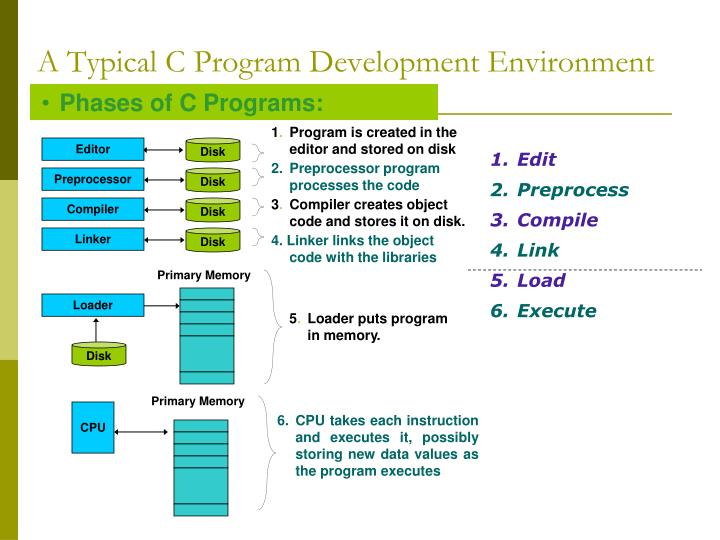 A Typical C Program Development Environment
• Phases of C Programs:
Editor
Disk
Preprocessor
Disk
Compiler
Disk
Linker
Disk
1. Program is created in the
editor and stored on disk
2. Preprocessor program
processes the code
3. Compiler creates object
code and stores it on disk.
4. Linker links the object
code with the libraries
1. Edit
2. Preprocess
3. Compile
4. Link
5. Load
6. Execute
Primary Memory
Loader
Disk
5. Loader puts program
in memory.
Primary Memory
CPU
6. CPU takes each instruction
and executes it, possibly
storing new data values as
the program executes